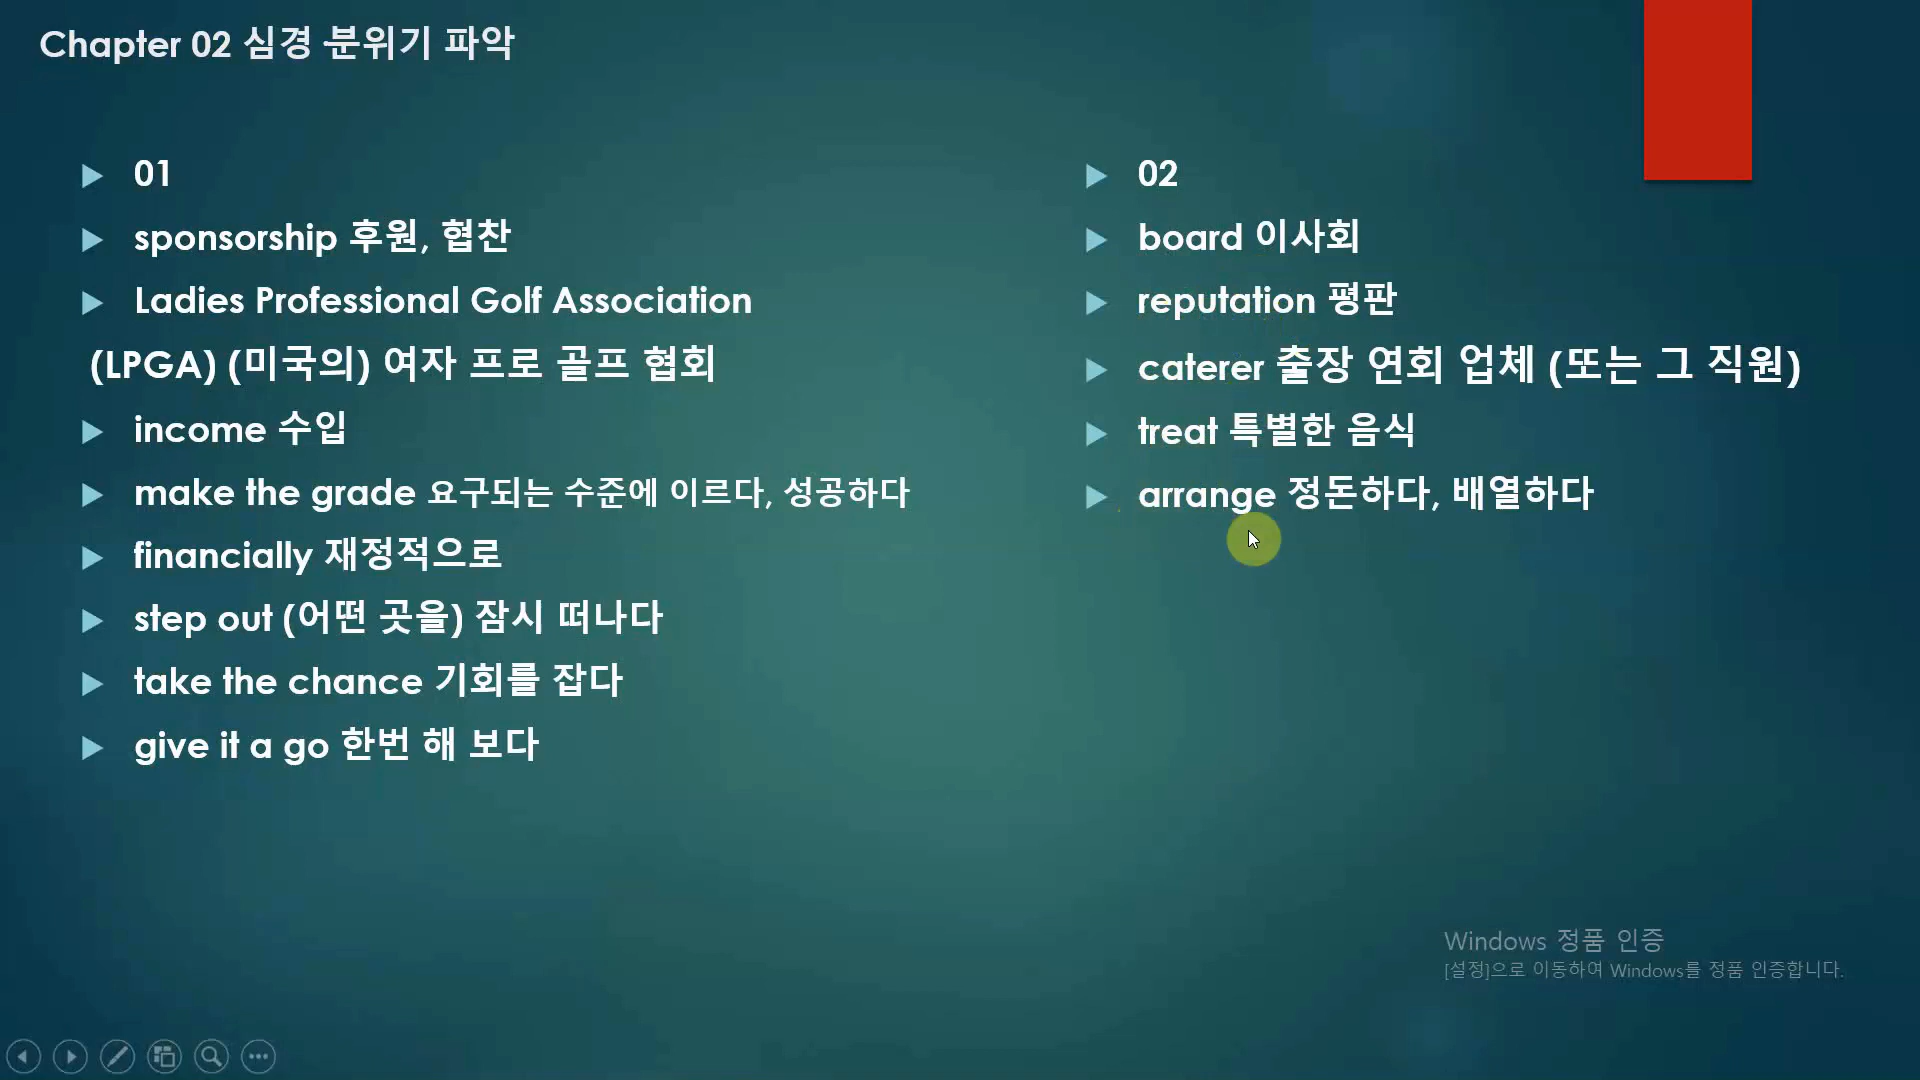 Chapter 02 심경 분위기 파악
01
sponsorship 후원, 협찬
Ladies Professional Golf Association
(LPGA) (미국의) 여자 프로 골프 협회
income 수입
make the grade 요구되는 수준에 이르다, 성공하다
financially 재정적으로
step out (어떤 곳을) 잠시 떠나다
take the chance 기회를 잡다
give it a go 한번 해 보다
02
board 이사회
reputation 평판
caterer 출장 연회 업체 (또는 그 직원)
treat 특별한 음식
arrange 정돈하다, 배열하다
Windows 정품 인증
[설정]으로 이동하여 Windows를 정품 인증합니다.